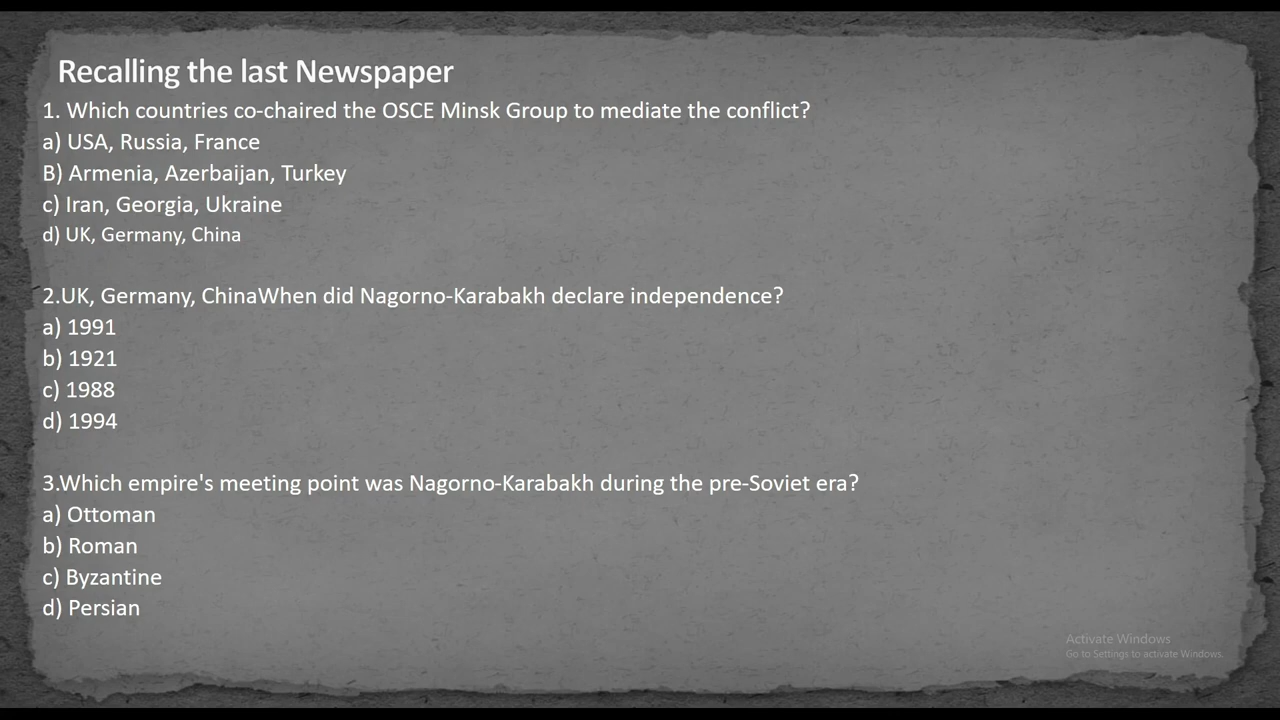 Recalling the last Newspaper
1. Which countries co-chaired the OSCE Minsk Group to mediate the conflict?
a) USA, Russia, France
B) Armenia, Azerbaijan, Turkey
c) Iran, Georgia, Ukraine
d) UK, Germany, China
2.UK, Germany, ChinaWhen did Nagorno-Karabakh declare independence?
a) 1991
b) 1921
c) 1988
d) 1994
3.Which empire's meeting point was Nagorno-Karabakh during the pre-Soviet era?
a) Ottoman
b) Roman
c) Byzantine
d) Persian
Activate Windows
Go to Settings to activate Windows.